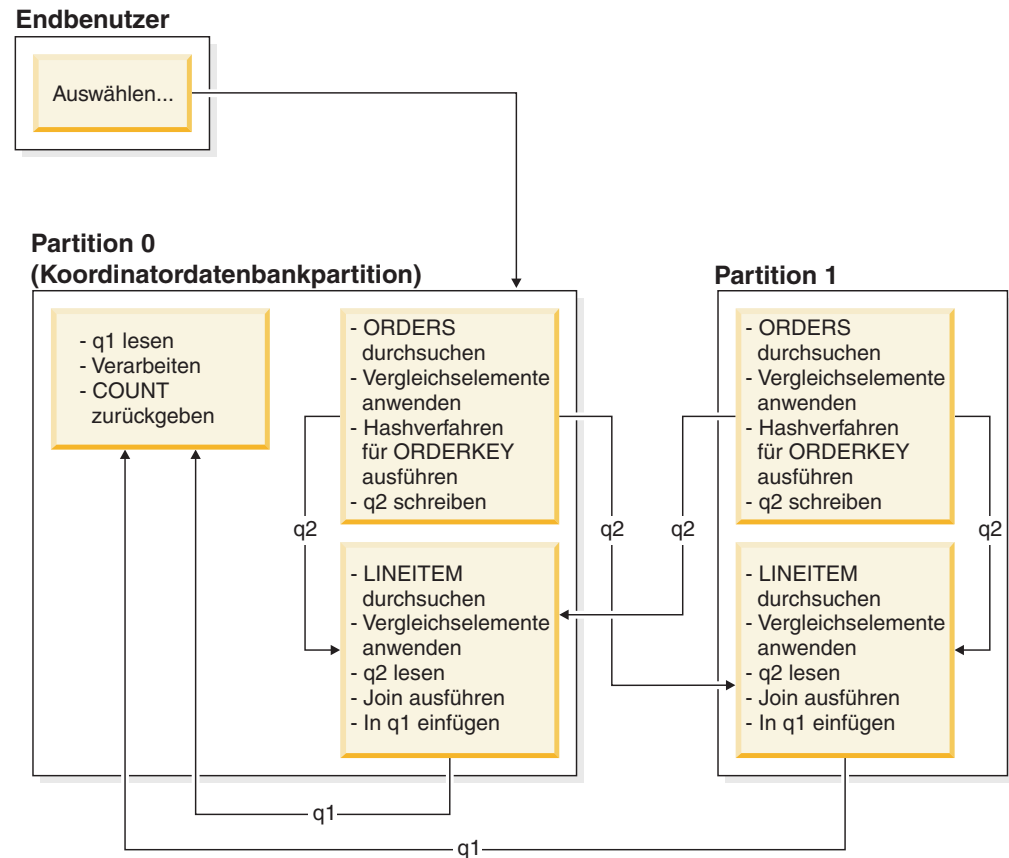 Endbenutzer
Auswählen...
Partition 0
(Koordinatordatenbankpartition)
- q1 lesen
- Verarbeiten
- COUNT
zurückgeben
- ORDERS
durchsuchen
- Vergleichselemente
anwenden
- Hashverfahren
für ORDERKEY
ausführen
- q2 schreiben
q2
- LINEITEM
durchsuchen
- Vergleichselemente
anwenden
- q2 lesen
- Join ausführen
- In q1 einfügen
q2
q2
Partition 1
- ORDERS
durchsuchen
- Vergleichselemente
anwenden
- Hashverfahren
für ORDERKEY
ausführen
- q2 schreiben
q2
- LINEITEM
durchsuchen
- Vergleichselemente
anwenden
- q2 lesen
- Join ausführen
- In q1 einfügen
q1
q1